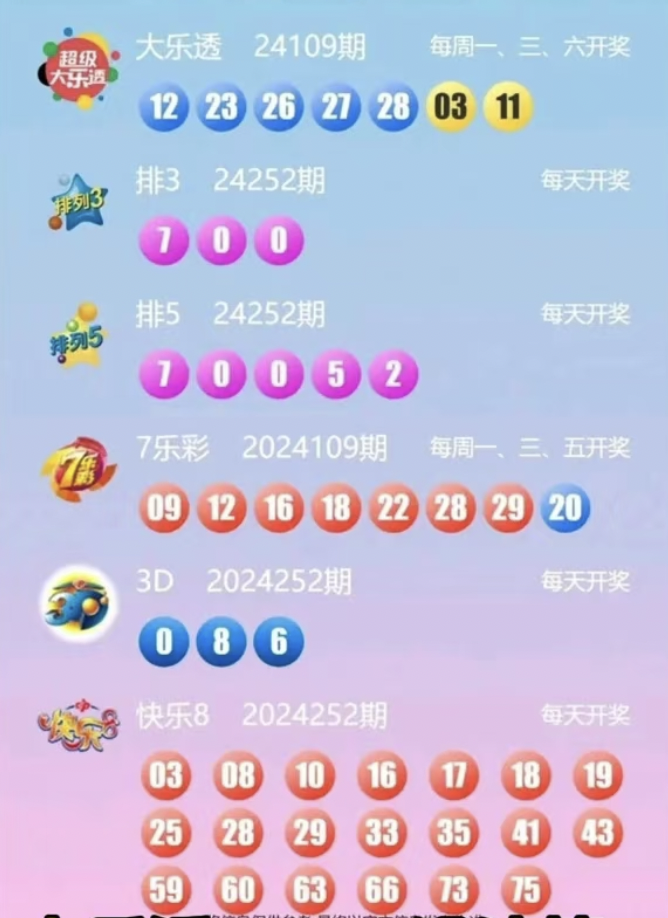 超级
大乐透
大乐透 24109期 每周一、三、六开奖
12 23 26 27 28 03 11
排列3
排3 24252期 每天开奖
7 0 0
排列5
排5 24252期 每天开奖
7 0 0 5 2
7乐彩
7乐彩 2024109期 每周一、三、五开奖
09 12 16 18 22 28 29 20
3D
3D 2024252期 每天开奖
0 8 6
快乐
快乐8 2024252期 每天开奖
03 08 10 16 17 18 19
25 28 29 33 35 41 43
59 60 63 66 73 75